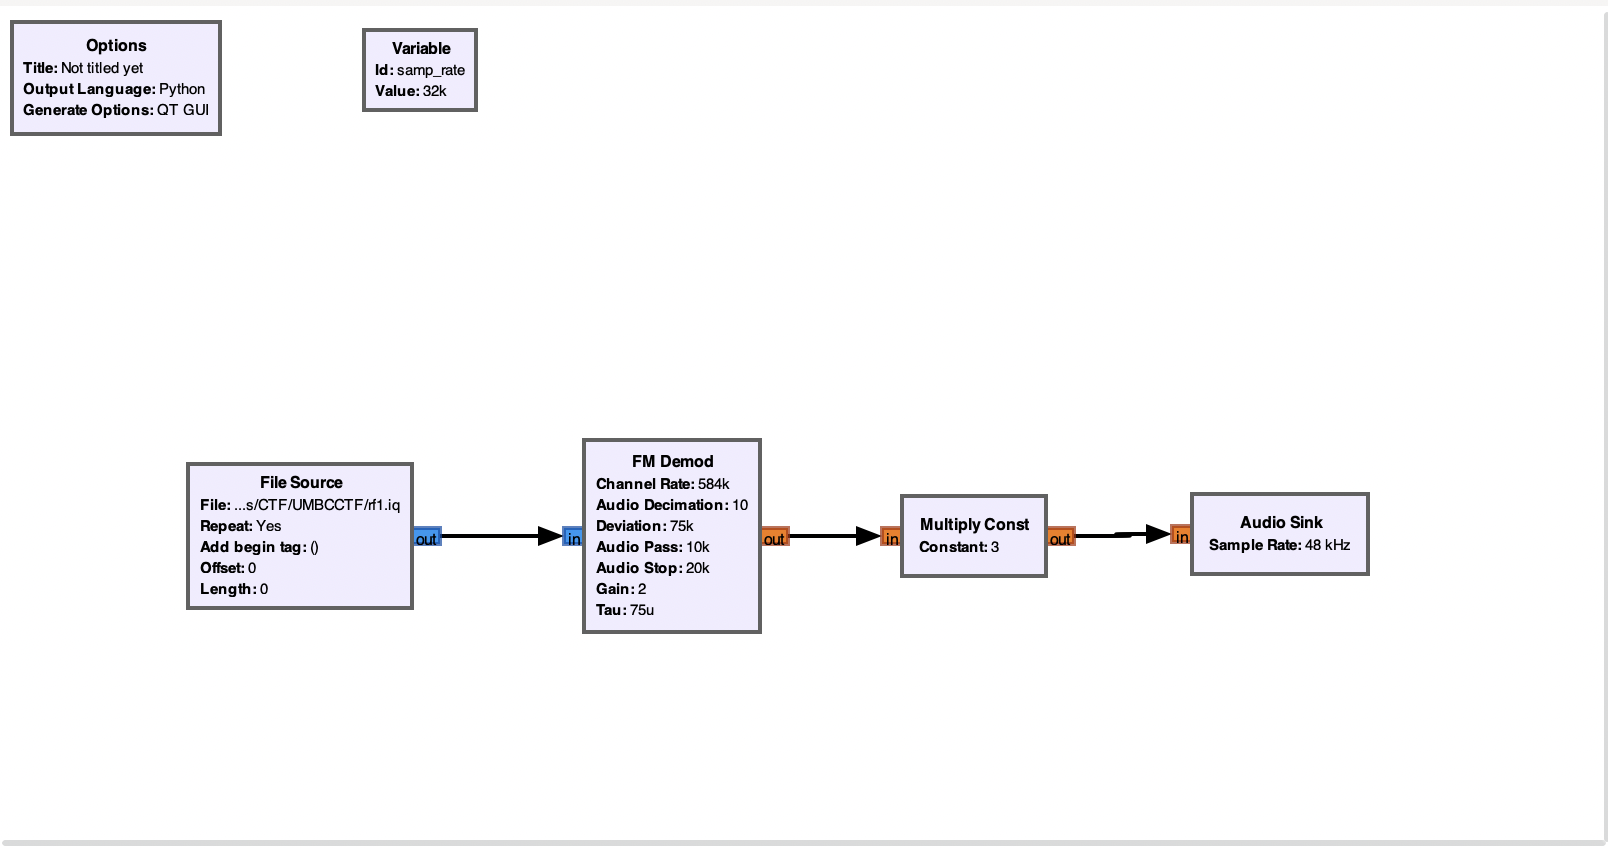 Options
Title: Not titled yet
Output Language: Python
Generate Options: QT GUI
Variable
Id: samp_rate
Value: 32k
File Source
File: ...s/CTF/UMBCCTF/rf1.iq
Repeat: Yes
Add begin tag: ()
Offset: 0
Length: 0
out
in
FM Demod
Channel Rate: 584k
Audio Decimation: 10
Deviation: 75k
Audio Pass: 10k
Audio Stop: 20k
Gain: 2
Tau: 75u
out
in
Multiply Const
Constant: 3
out
in
Audio Sink
Sample Rate: 48 kHz